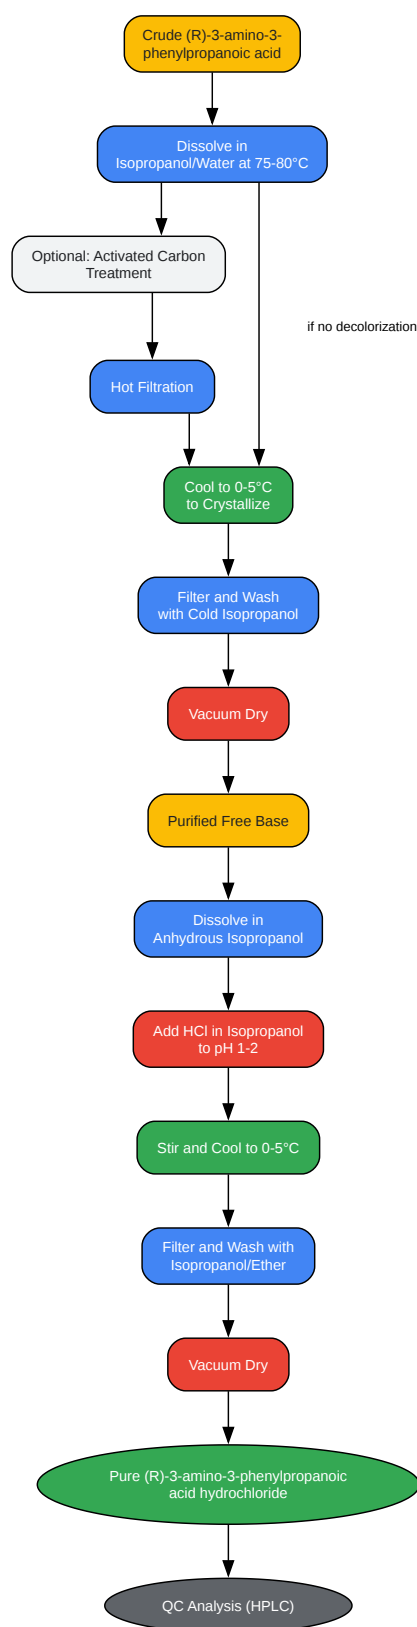 Crude (R)-3-amino-3-
phenylpropanoic acid
Dissolve in
Isopropanol/Water at 75-80°C
Optional: Activated Carbon
Treatment
if no decolorization
Hot Filtration
Cool to 0-5°C
to Crystallize
Filter and Wash
with Cold Isopropanol
Vacuum Dry
Purified Free Base
Dissolve in
Anhydrous Isopropanol
Add HCl in Isopropanol
to pH 1-2
Stir and Cool to 0-5°C
Filter and Wash with
Isopropanol/Ether
Vacuum Dry
Pure (R)-3-amino-3-phenylpropanoic
acid hydrochloride
QC Analysis (HPLC)